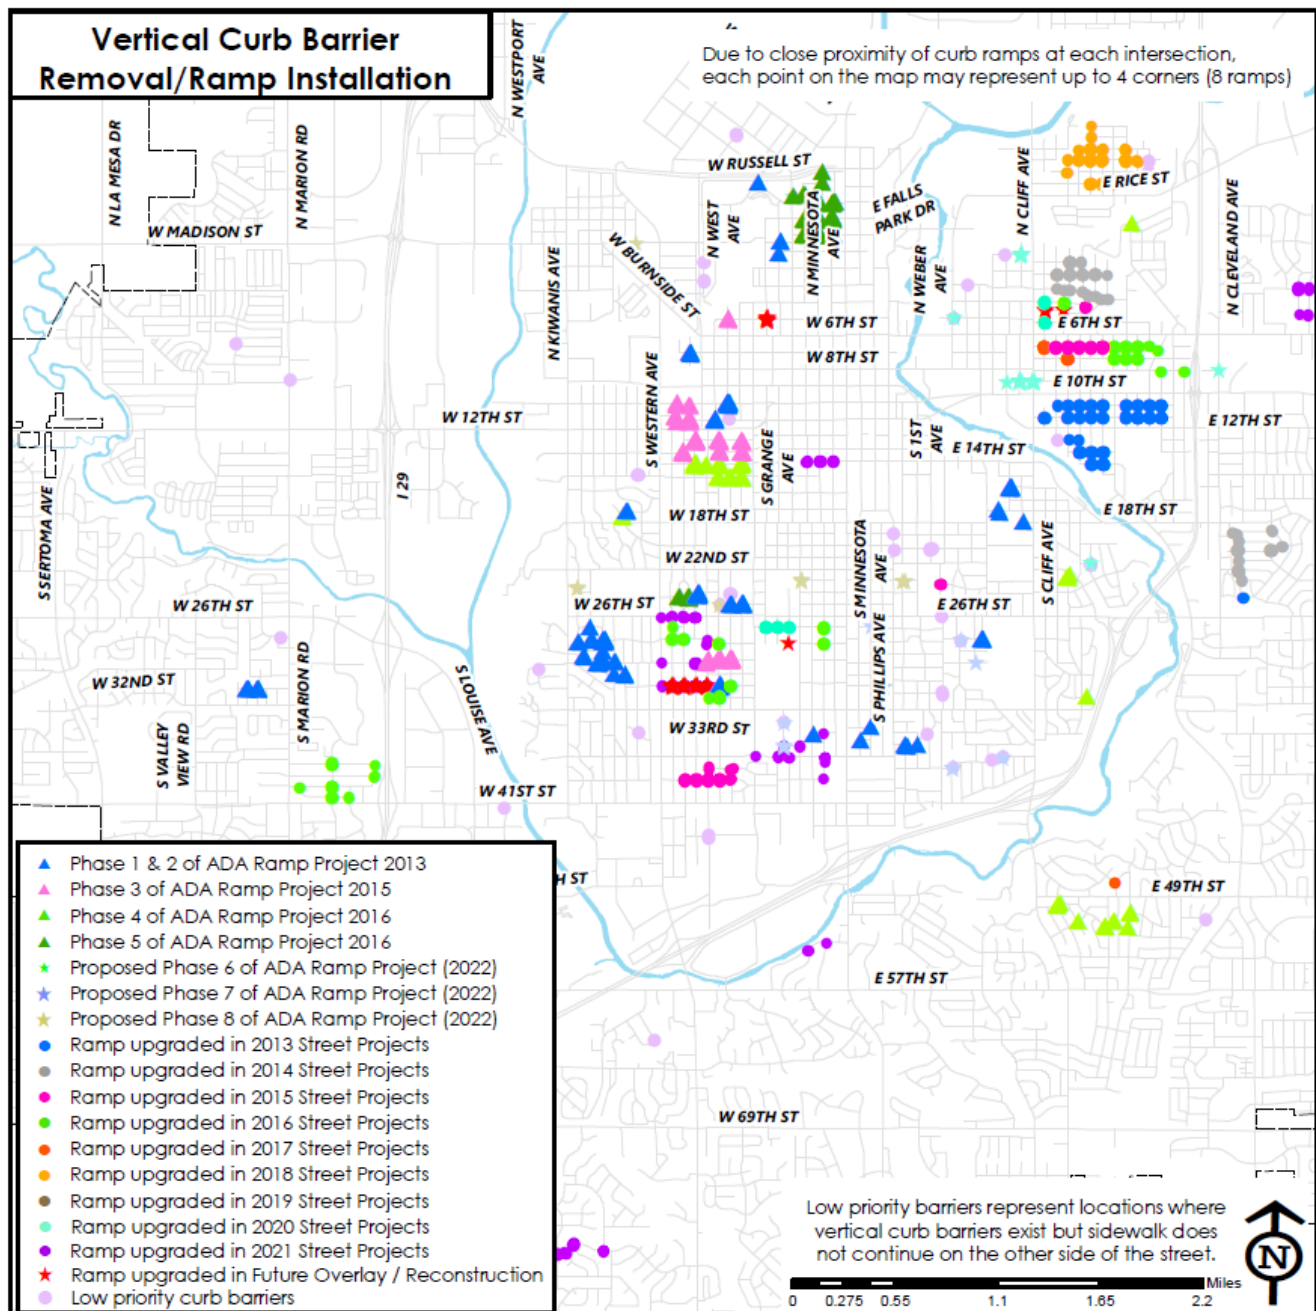 Vertical Curb Barrier
Removal/Ramp Installation
Due to close proximity of curb ramps at each intersection,
each point on the map may represent up to 4 corners (8 ramps)
N WESTPORT
AVE
N LA MESA DR
N MARION RD
W MADISON ST
W RUSSELL ST
N WEST
AVE
N MINNESOTA
AVE
E FALLS
PARK DR
N CLIFF AVE
E RICE ST
N CLEVELAND AVE
N WEBER
AVE
W BURNSIDE ST
N KIWANIS AVE
W 6TH ST
E 6TH ST
W 8TH ST
E 10TH ST
W 12TH ST
E 12TH ST
S WESTERN AVE
S GRANGE
AVE
S 1ST
AVE
E 14TH ST
I 29
S SERTOMA AVE
W 18TH ST
E 18TH ST
W 22ND ST
S MINNESOTA
AVE
S CLIFF AVE
W 26TH ST
W 26TH ST
E 26TH ST
S PHILLIPS AVE
W 32ND ST
S MARION RD
S LOUISE AVE
S VALLEY
VIEW RD
W 33RD ST
W 41ST ST
H ST
E 49TH ST
E 57TH ST
W 69TH ST
Phase 1 & 2 of ADA Ramp Project 2013
Phase 3 of ADA Ramp Project 2015
Phase 4 of ADA Ramp Project 2016
Phase 5 of ADA Ramp Project 2016
Proposed Phase 6 of ADA Ramp Project (2022)
Proposed Phase 7 of ADA Ramp Project (2022)
Proposed Phase 8 of ADA Ramp Project (2022)
Ramp upgraded in 2013 Street Projects
Ramp upgraded in 2014 Street Projects
Ramp upgraded in 2015 Street Projects
Ramp upgraded in 2016 Street Projects
Ramp upgraded in 2017 Street Projects
Ramp upgraded in 2018 Street Projects
Ramp upgraded in 2019 Street Projects
Ramp upgraded in 2020 Street Projects
Ramp upgraded in 2021 Street Projects
Ramp upgraded in Future Overlay / Reconstruction
Low priority curb barriers
Low priority barriers represent locations where
vertical curb barriers exist but sidewalk does
not continue on the other side of the street.
N
Miles
0 0.275 0.55 1.1 1.65 2.2